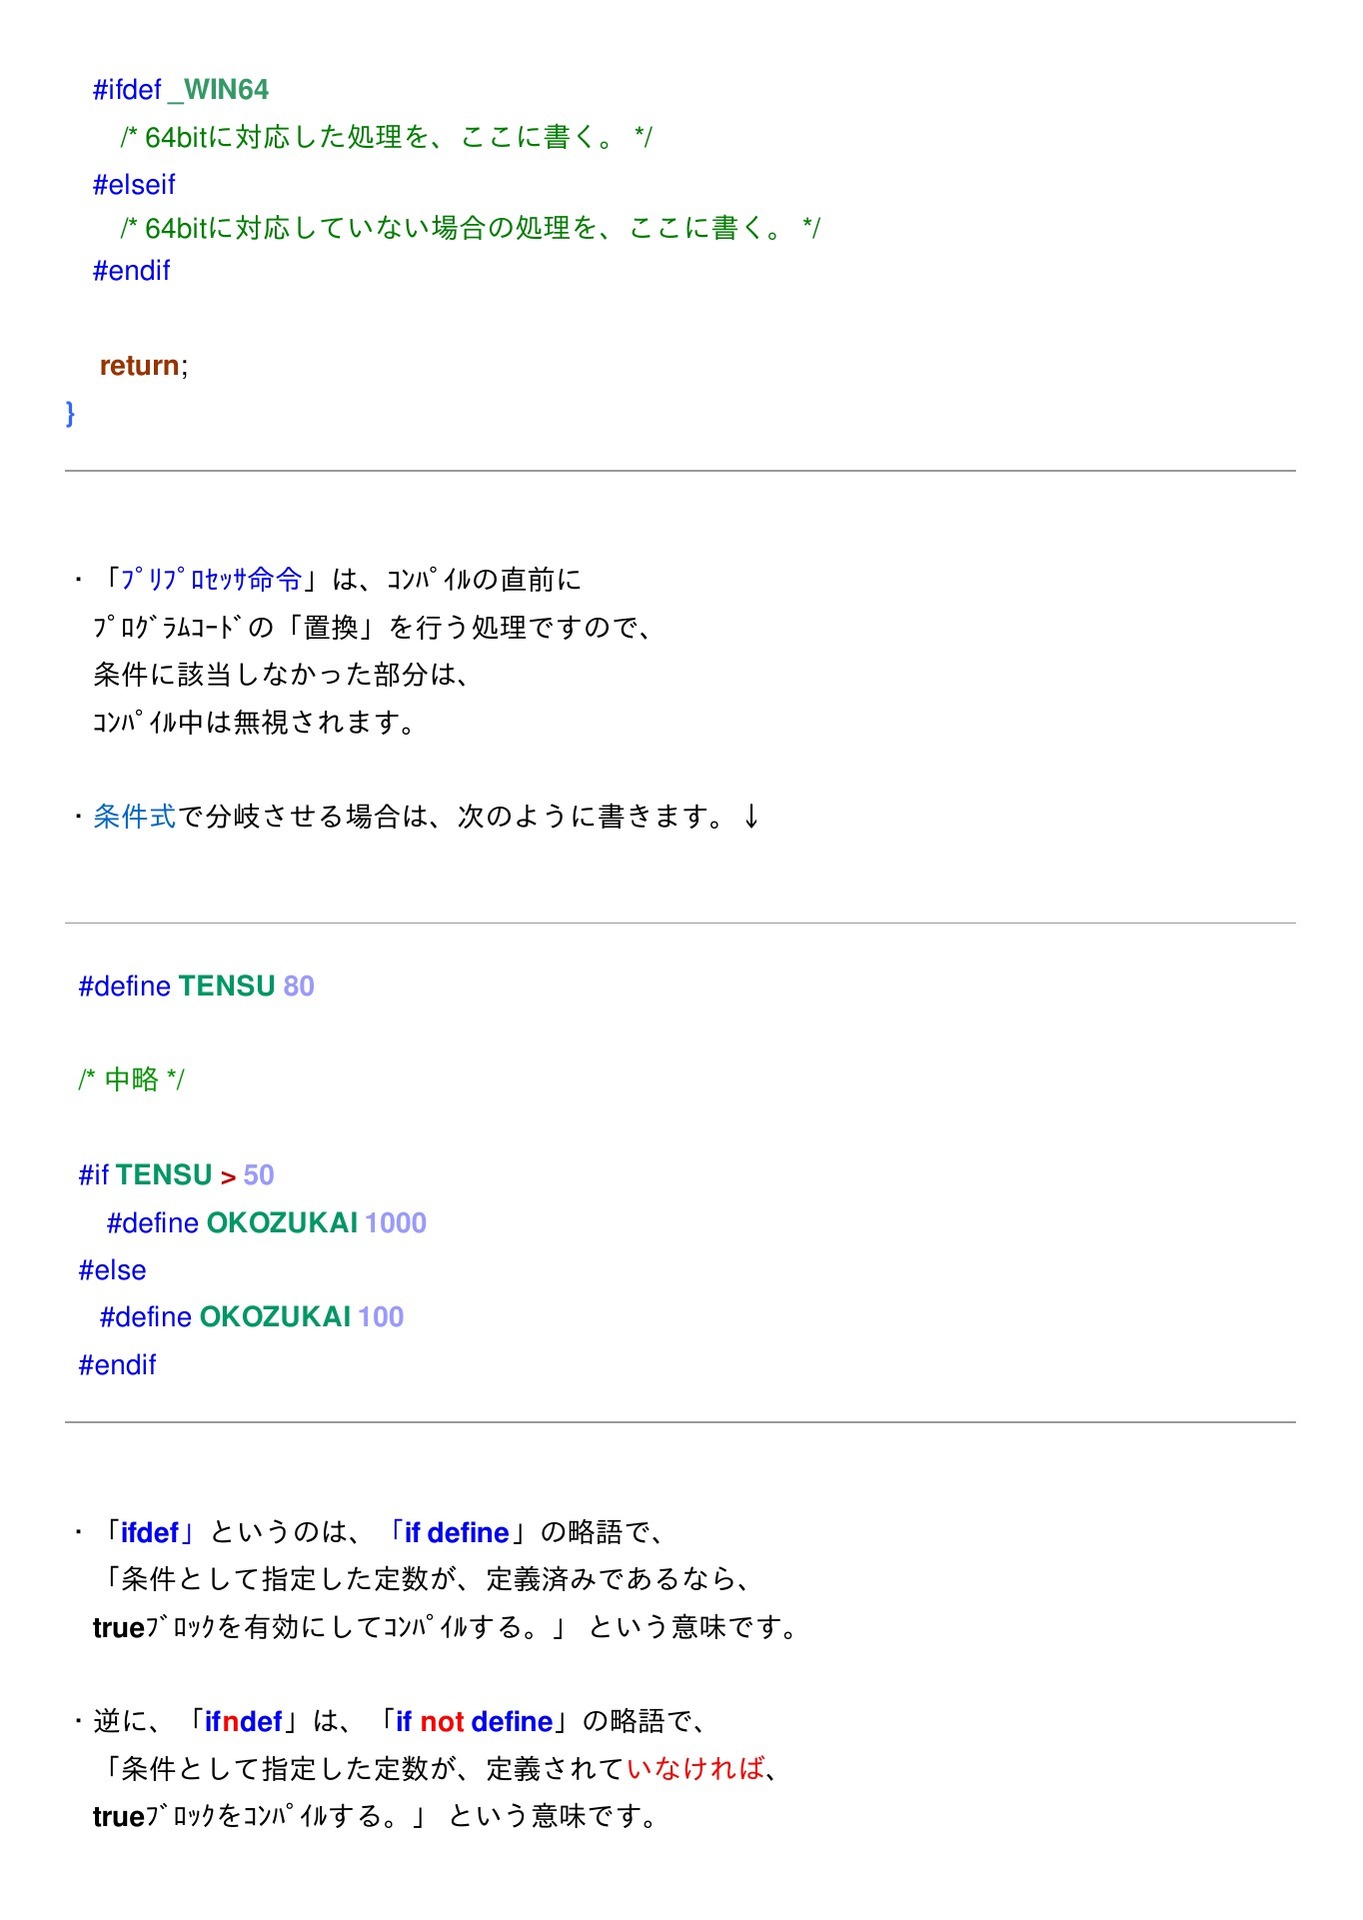 #ifdef _WIN64
/* 64bitに対応した処理を、ここに書く。 */
#elseif
/* 64bitに対応していない場合の処理を、ここに書く。 */
#endif
return;
}
・「ﾌﾟﾘﾌﾟﾛｾｯｻ命令」は、ｺﾝﾊﾟｲﾙの直前に
ﾌﾟﾛｸﾞﾗﾑｺｰﾄﾞの「置換」を行う処理ですので、
条件に該当しなかった部分は、
ｺﾝﾊﾟｲﾙ中は無視されます。
・条件式で分岐させる場合は、次のように書きます。↓
#define TENSU 80
/* 中略 */
#if TENSU > 50
#define OKOZUKAI 1000
#else
#define OKOZUKAI 100
#endif
・「ifdef」というのは、「if define」の略語で、
「条件として指定した定数が、定義済みであるなら、
trueﾌﾞﾛｯｸを有効にしてｺﾝﾊﾟｲﾙする。」 という意味です。
・逆に、「ifndef」は、「if not define」の略語で、
「条件として指定した定数が、定義されていなければ、
trueﾌﾞﾛｯｸをｺﾝﾊﾟｲﾙする。」 という意味です。